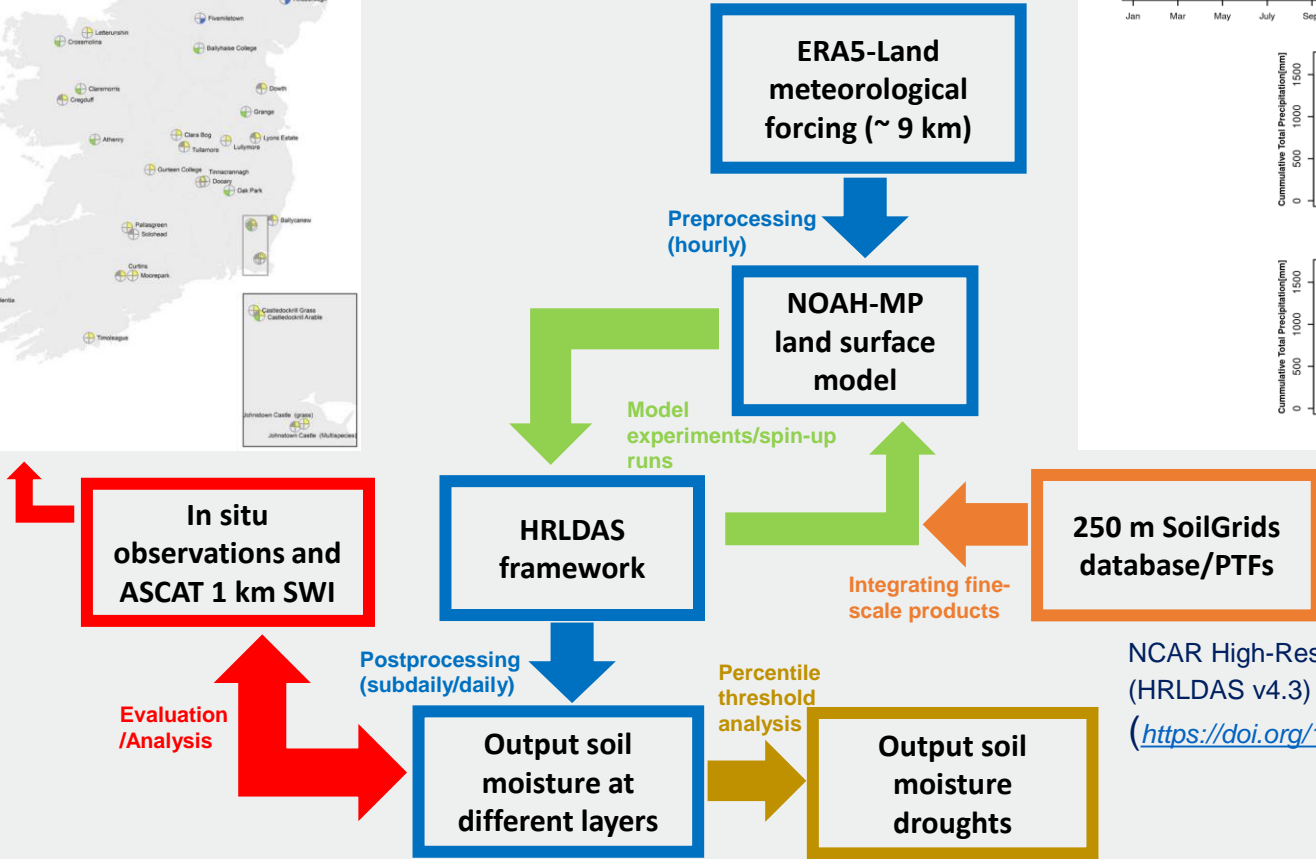 Fivemiletown
Letterunshin
Crossmolina
Ballyhaise College
Claremorris
Cregduff
Dowth
Grange
Athenry
Clara Bog
Tullamore
Lullymore
Lyons Estate
Gurteen College
Tinnacrannagh
Dooary
Oak Park
Pallasgreen
Solohead
Ballycanew
Curtins
Moorepark
Timoleague
Castledockrill Grass
Castledockrill Arable
Johnstown Castle (grass)
Johnstown Castle (Multispecies)
ERA5-Land
meteorological
forcing (~ 9 km)
Preprocessing
(hourly)
NOAH-MP
land surface
model
Model
experiments/spin-up
runs
In situ
observations and
ASCAT 1 km SWI
HRLDAS
framework
250 m SoilGrids
database/PTFs
Integrating fine-
scale products
Postprocessing
(subdaily/daily)
Evaluation
/Analysis
Percentile
threshold
analysis
Output soil
moisture at
different layers
Output soil
moisture
droughts
Jan Mar May July Sep
Cummulative Total Precipitation[mm]
1500
1000
500
0
Cummulative Total Precipitation[mm]
1500
1000
500
0
NCAR High-Res
(HRLDAS v4.3)
(https://doi.org/